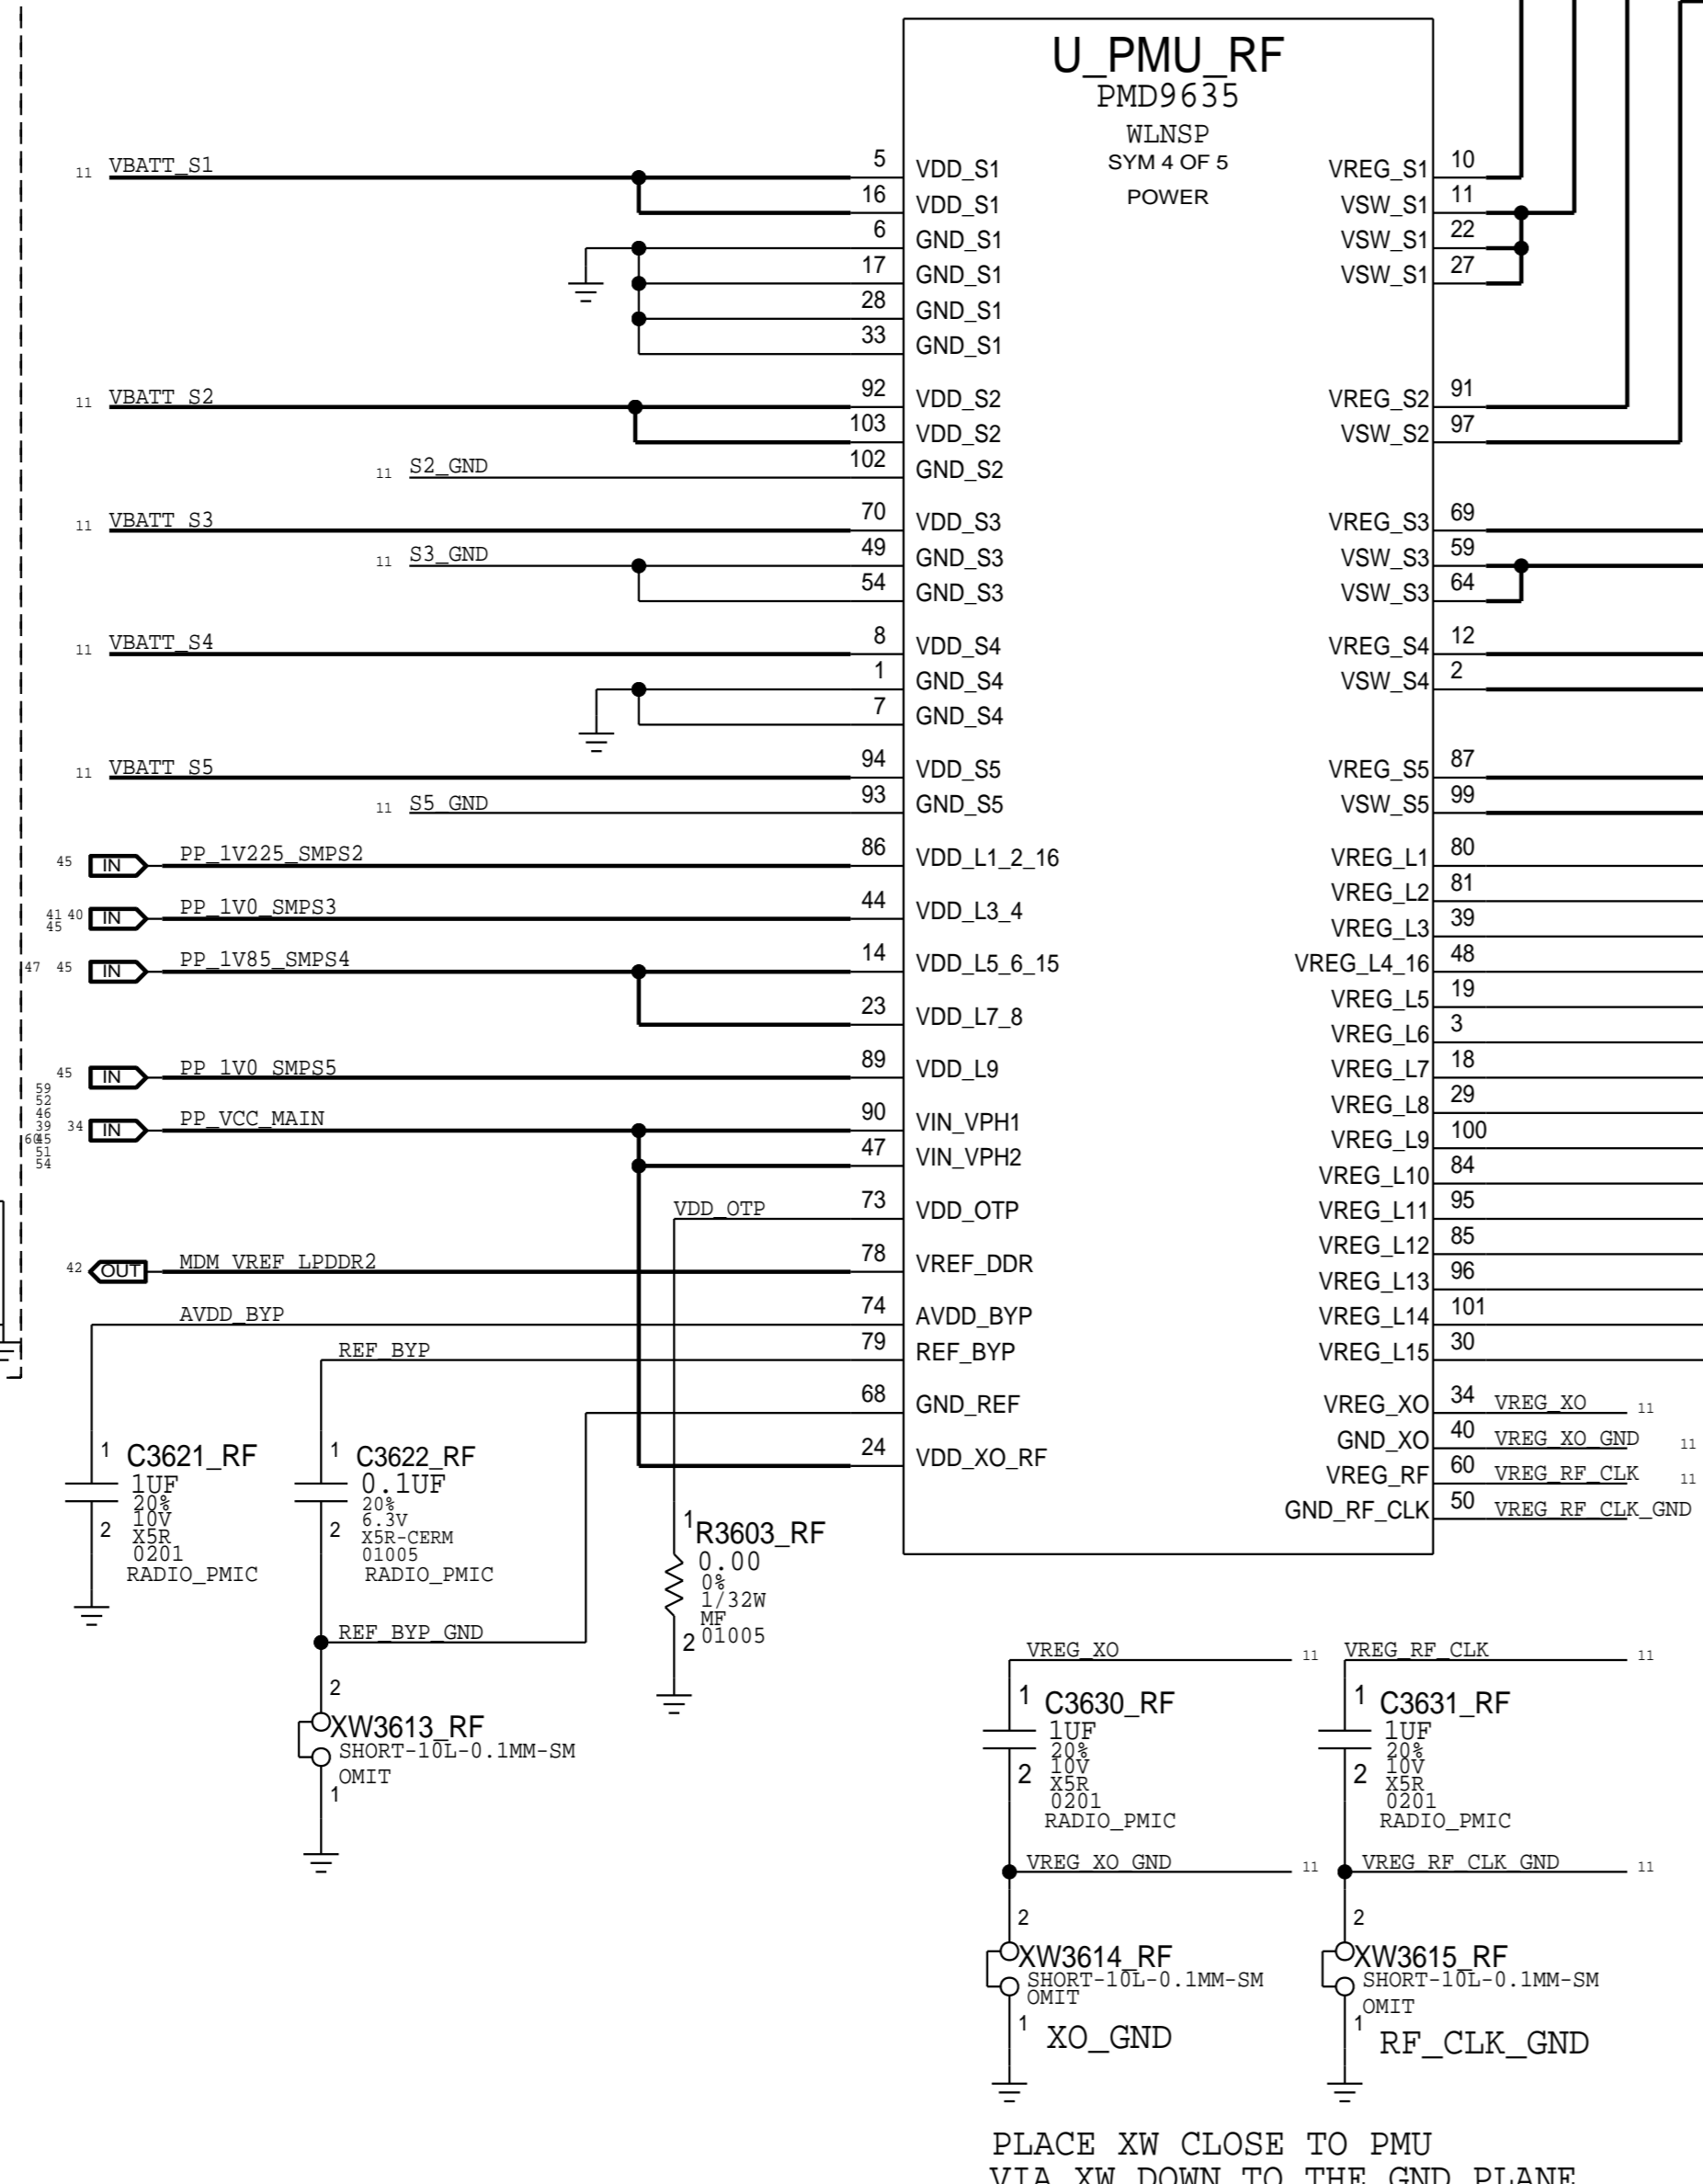 U_PMU_RF
PMD9635
WLNSP
SYM 4 OF 5
POWER
11 VBATT_S1 5 VDD_S1 VREG_S1 10
16 VDD_S1 VSW_S1 11
6 GND_S1 VSW_S1 22
17 GND_S1 VSW_S1 27
28 GND_S1
33 GND_S1
11 VBATT_S2 92 VDD_S2 VREG_S2 91
103 VDD_S2 VSW_S2 97
11 S2_GND 102 GND_S2
11 VBATT_S3 70 VDD_S3 VREG_S3 69
11 S3_GND 49 GND_S3 VSW_S3 59
54 GND_S3 VSW_S3 64
11 VBATT_S4 8 VDD_S4 VREG_S4 12
1 GND_S4 VSW_S4 2
7 GND_S4
11 VBATT_S5 94 VDD_S5 VREG_S5 87
11 S5_GND 93 GND_S5 VSW_S5 99
45 IN PP_1V225_SMPS2 86 VDD_L1_2_16 VREG_L1 80
VREG_L2 81
41 40 45 IN PP_1V0_SMPS3 44 VDD_L3_4 VREG_L3 39
47 45 IN PP_1V85_SMPS4 14 VDD_L5_6_15 VREG_L4_16 48
VREG_L5 19
23 VDD_L7_8 VREG_L6 3
45 IN PP_1V0_SMPS5 89 VDD_L9 VREG_L7 18
59
52
46
39 34 IN PP_VCC_MAIN 90 VIN_VPH1 VREG_L8 29
45
51
54
47 VIN_VPH2 VREG_L9 100
VREG_L10 84
VDD_OTP 73 VDD_OTP VREG_L11 95
VREG_L12 85
42 OUT MDM_VREF_LPDDR2 78 VREF_DDR VREG_L13 96
AVDD_BYP 74 AVDD_BYP VREG_L14 101
REF_BYP 79 REF_BYP VREG_L15 30
68 GND_REF VREG_XO 34 VREG_XO 11
GND_XO 40 VREG_XO_GND 11
24 VDD_XO_RF VREG_RF 60 VREG_RF_CLK 11
GND_RF_CLK 50 VREG_RF_CLK_GND
1 C3621_RF
1UF
20%
10V
2 X5R
0201
RADIO_PMIC
1 C3622_RF
0.1UF
20%
6.3V
2 X5R-CERM
01005
RADIO_PMIC
1 R3603_RF
0.00
0%
1/32W
MF
2 01005
REF_BYP_GND
2
XW3613_RF
SHORT-10L-0.1MM-SM
OMIT
1
VREG_XO 11
1 C3630_RF
1UF
20%
10V
2 X5R
0201
RADIO_PMIC
VREG_XO_GND 11
2
XW3614_RF
SHORT-10L-0.1MM-SM
OMIT
1 XO_GND
VREG_RF_CLK 11
1 C3631_RF
1UF
20%
10V
2 X5R
0201
RADIO_PMIC
VREG_RF_CLK_GND 11
2
XW3615_RF
SHORT-10L-0.1MM-SM
OMIT
1 RF_CLK_GND
PLACE XW CLOSE TO PMU
VIA XW DOWN TO THE GND PLANE